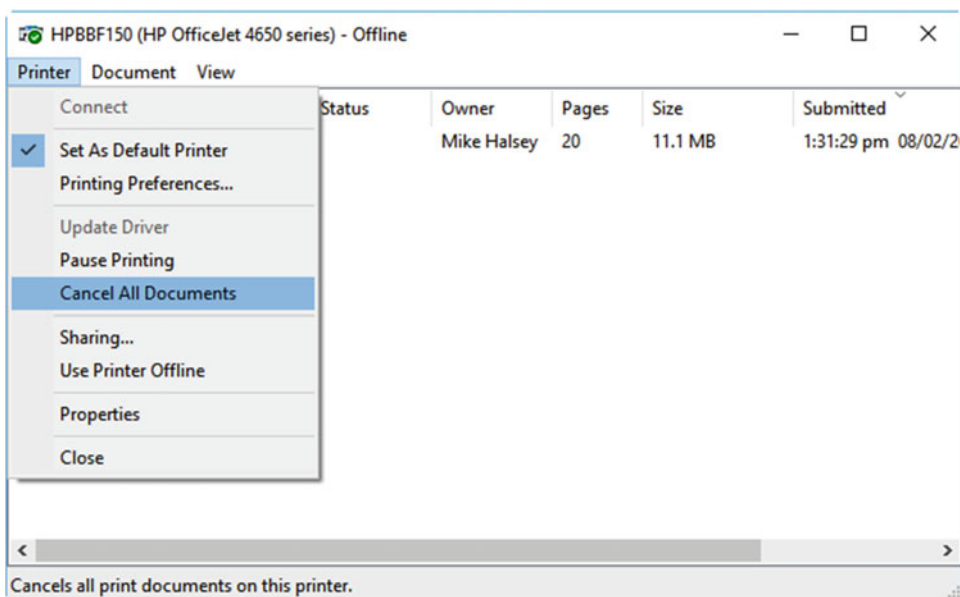 HPBBF150 (HP OfficeJet 4650 series) - Offline
Printer Document View
Connect
Set As Default Printer
Printing Preferences...
Update Driver
Pause Printing
Cancel All Documents
Sharing...
Use Printer Offline
Properties
Close
Status Owner Pages Size Submitted
Mike Halsey 20 11.1 MB 1:31:29 pm 08/02/2
Cancels all print documents on this printer.